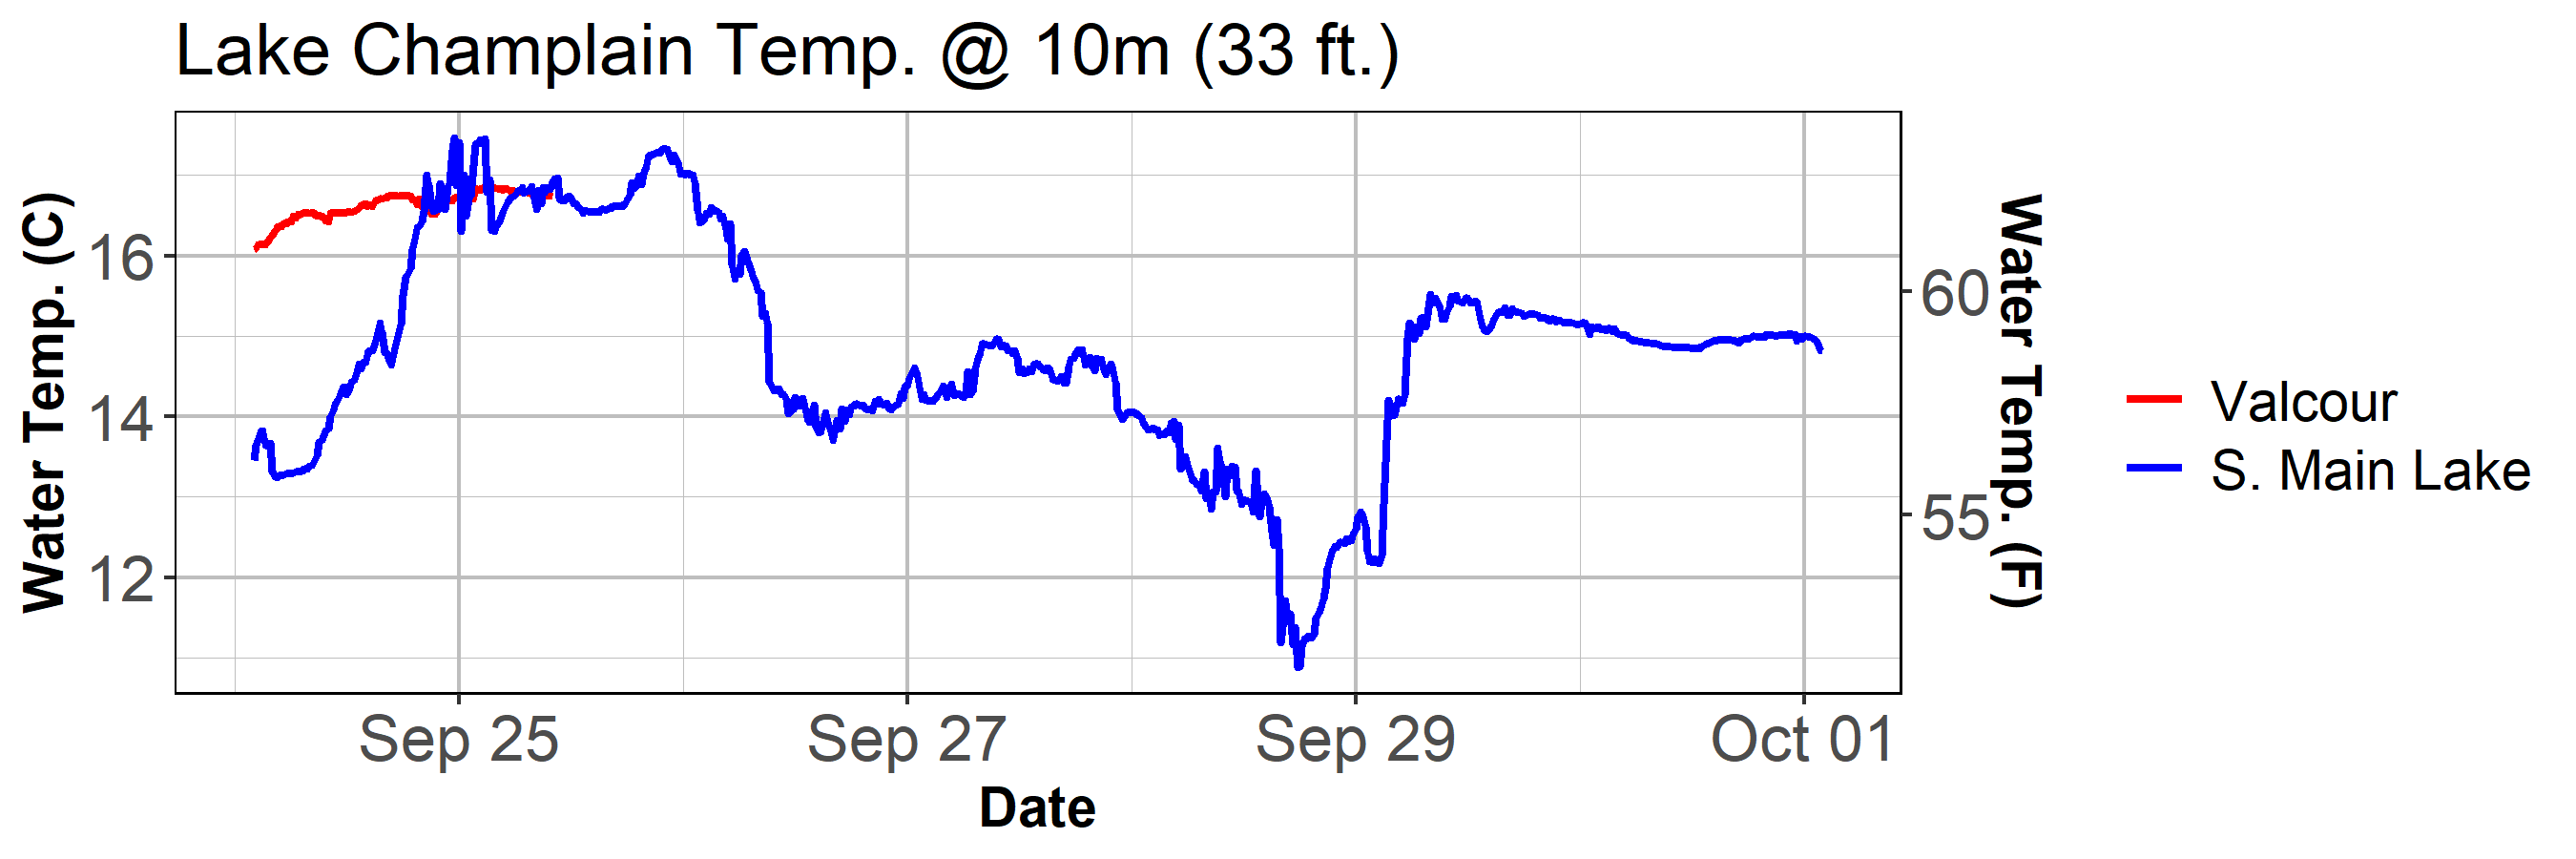 Lake Champlain Temp. @ 10m (33 ft.)
Water Temp. (C)
16
14
12
60
55
Water Temp. (F)
Sep 25
Sep 27
Sep 29
Oct 01
Date
Valcour
S. Main Lake